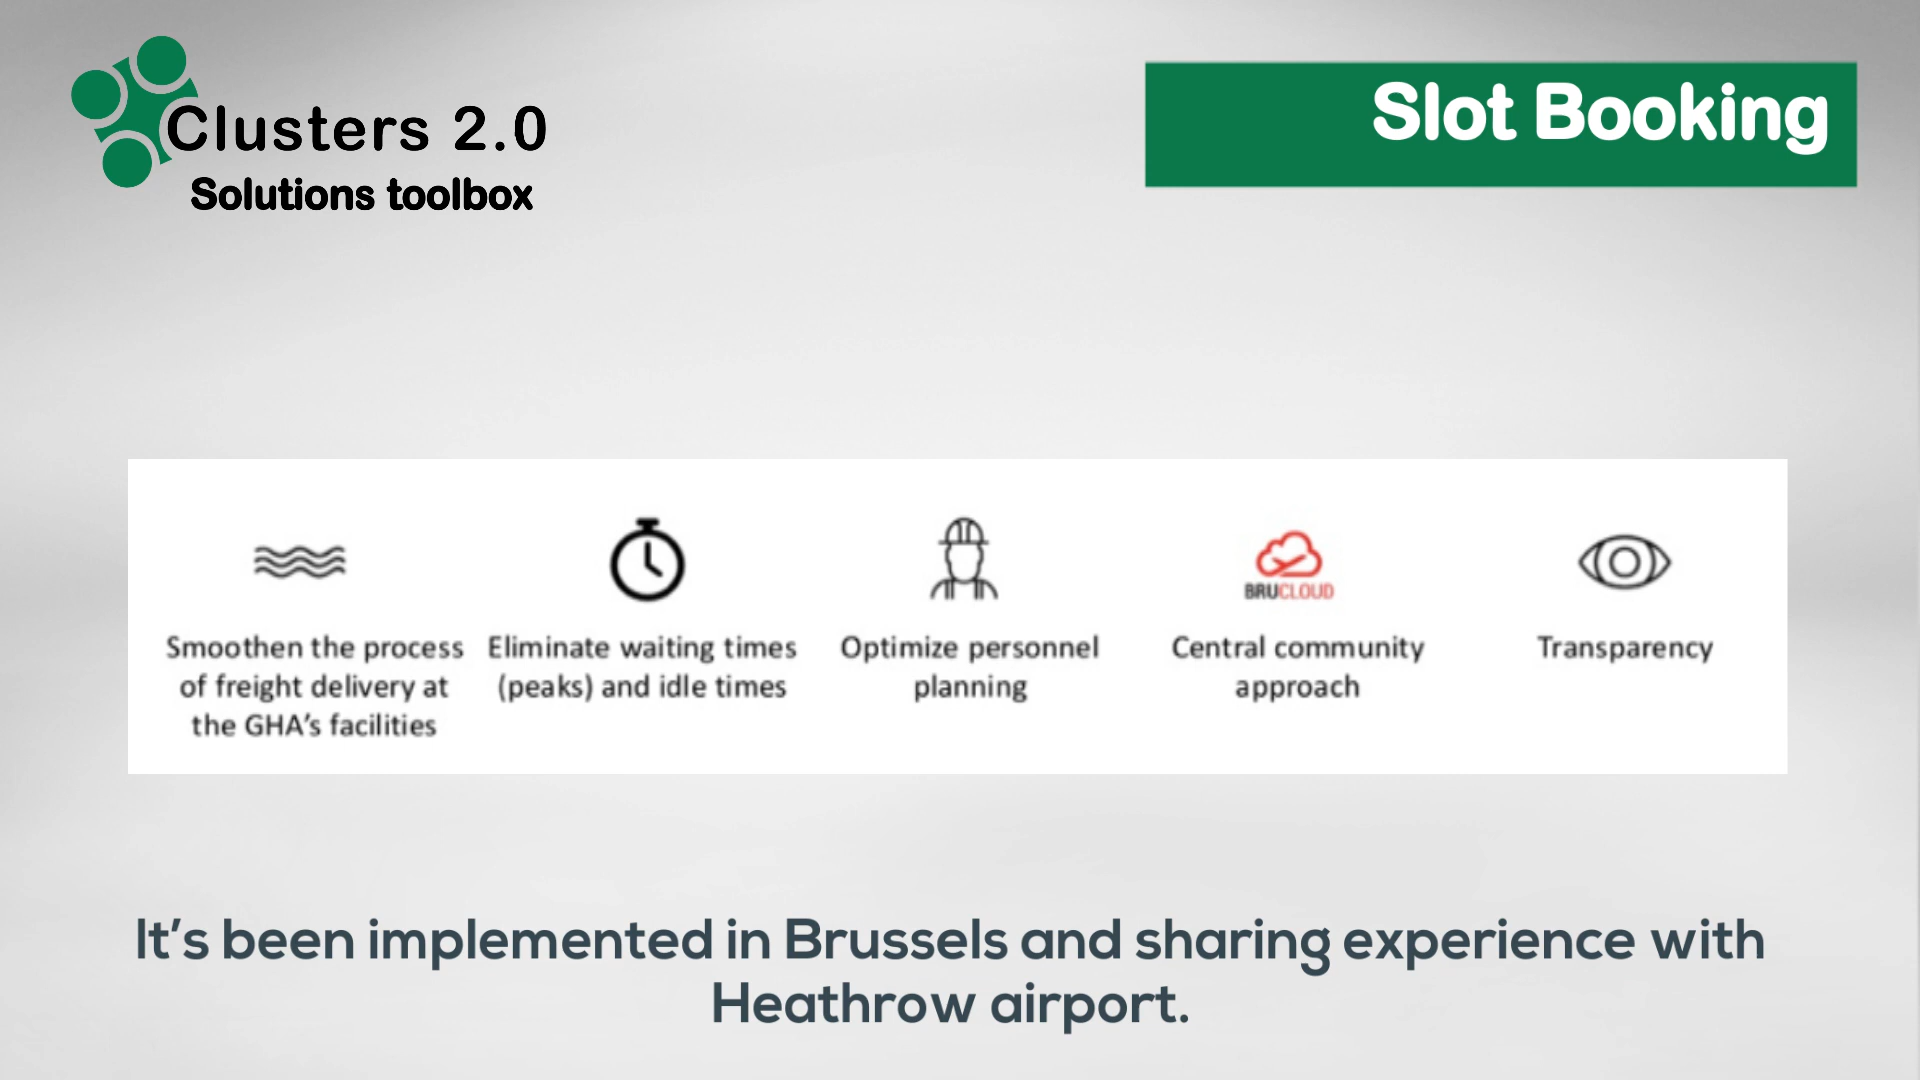 Clusters 2.0
Solutions toolbox
Slot Booking
Smoothen the process
of freight delivery at
the GHA's facilities
Eliminate waiting times
(peaks) and idle times
Optimize personnel
planning
BRUCLOUD
Central community
approach
Transparency
It's been implemented in Brussels and sharing experience with
Heathrow airport.